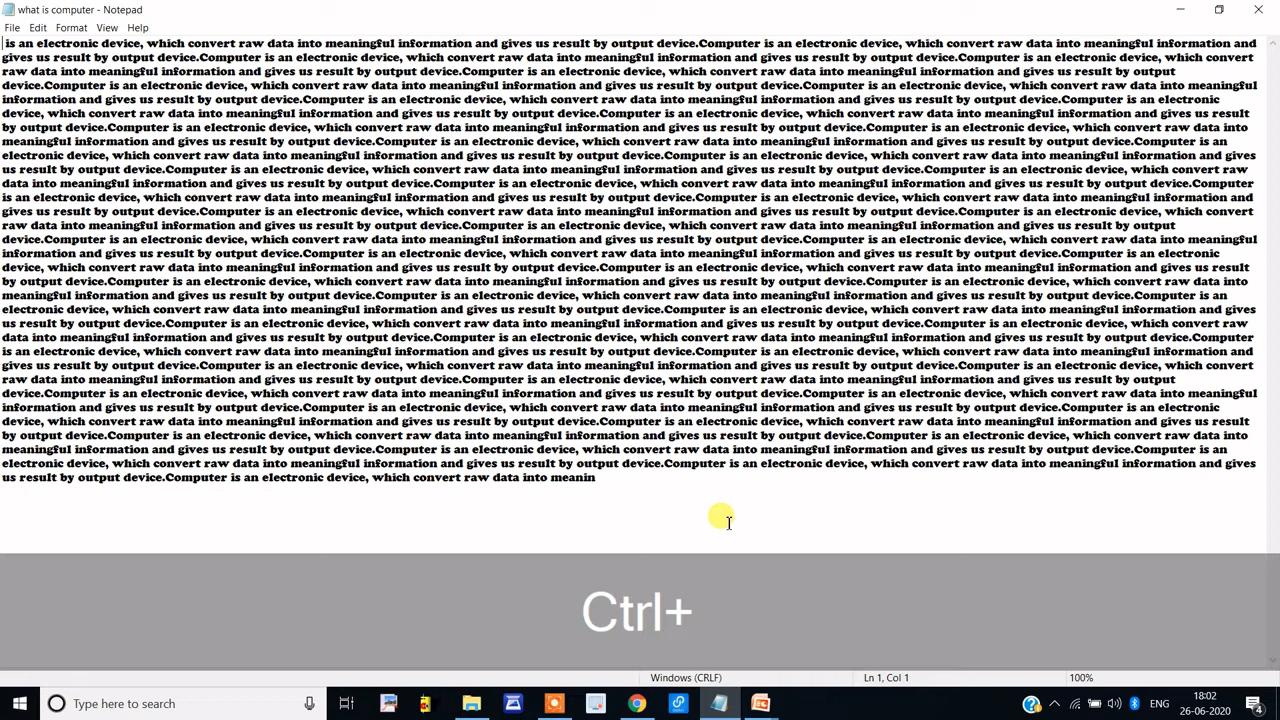 what is computer - Notepad
File Edit Format View Help
is an electronic device, which convert raw data into meaningful information and gives us result by output device.Computer is an electronic device, which convert raw data into meaningful information and
gives us result by output device.Computer is an electronic device, which convert raw data into meaningful information and gives us result by output device.Computer is an electronic device, which convert
raw data into meaningful information and gives us result by output device.Computer is an electronic device, which convert raw data into meaningful information and gives us result by output
device.Computer is an electronic device, which convert raw data into meaningful information and gives us result by output device.Computer is an electronic device, which convert raw data into meaningful
information and gives us result by output device.Computer is an electronic device, which convert raw data into meaningful information and gives us result by output device.Computer is an electronic
device, which convert raw data into meaningful information and gives us result by output device.Computer is an electronic device, which convert raw data into meaningful information and gives us result
by output device.Computer is an electronic device, which convert raw data into meaningful information and gives us result by output device.Computer is an electronic device, which convert raw data into
meaningful information and gives us result by output device.Computer is an electronic device, which convert raw data into meaningful information and gives us result by output device.Computer is an
electronic device, which convert raw data into meaningful information and gives us result by output device.Computer is an electronic device, which convert raw data into meaningful information and gives
us result by output device.Computer is an electronic device, which convert raw data into meaningful information and gives us result by output device.Computer is an electronic device, which convert raw
data into meaningful information and gives us result by output device.Computer is an electronic device, which convert raw data into meaningful information and gives us result by output device.Computer
is an electronic device, which convert raw data into meaningful information and gives us result by output device.Computer is an electronic device, which convert raw data into meaningful information and
gives us result by output device.Computer is an electronic device, which convert raw data into meaningful information and gives us result by output device.Computer is an electronic device, which convert
raw data into meaningful information and gives us result by output device.Computer is an electronic device, which convert raw data into meaningful information and gives us result by output
device.Computer is an electronic device, which convert raw data into meaningful information and gives us result by output device.Computer is an electronic device, which convert raw data into meaningful
information and gives us result by output device.Computer is an electronic device, which convert raw data into meaningful information and gives us result by output device.Computer is an electronic
device, which convert raw data into meaningful information and gives us result by output device.Computer is an electronic device, which convert raw data into meaningful information and gives us result
by output device.Computer is an electronic device, which convert raw data into meaningful information and gives us result by output device.Computer is an electronic device, which convert raw data into
meaningful information and gives us result by output device.Computer is an electronic device, which convert raw data into meaningful information and gives us result by output device.Computer is an
electronic device, which convert raw data into meaningful information and gives us result by output device.Computer is an electronic device, which convert raw data into meaningful information and gives
us result by output device.Computer is an electronic device, which convert raw data into meaningful information and gives us result by output device.Computer is an electronic device, which convert raw
data into meaningful information and gives us result by output device.Computer is an electronic device, which convert raw data into meaningful information and gives us result by output device.Computer
is an electronic device, which convert raw data into meaningful information and gives us result by output device.Computer is an electronic device, which convert raw data into meaningful information and
gives us result by output device.Computer is an electronic device, which convert raw data into meaningful information and gives us result by output device.Computer is an electronic device, which convert
raw data into meaningful information and gives us result by output device.Computer is an electronic device, which convert raw data into meaningful information and gives us result by output
device.Computer is an electronic device, which convert raw data into meaningful information and gives us result by output device.Computer is an electronic device, which convert raw data into meaningful
information and gives us result by output device.Computer is an electronic device, which convert raw data into meaningful information and gives us result by output device.Computer is an electronic
device, which convert raw data into meaningful information and gives us result by output device.Computer is an electronic device, which convert raw data into meaningful information and gives us result
by output device.Computer is an electronic device, which convert raw data into meaningful information and gives us result by output device.Computer is an electronic device, which convert raw data into
meaningful information and gives us result by output device.Computer is an electronic device, which convert raw data into meaningful information and gives us result by output device.Computer is an
electronic device, which convert raw data into meaningful information and gives us result by output device.Computer is an electronic device, which convert raw data into meaningful information and gives
us result by output device.Computer is an electronic device, which convert raw data into meanin
Ctrl+
Windows (CRLF) Ln 1, Col 1 100%
Type here to search
ENG
18:02
26-06-2020
4